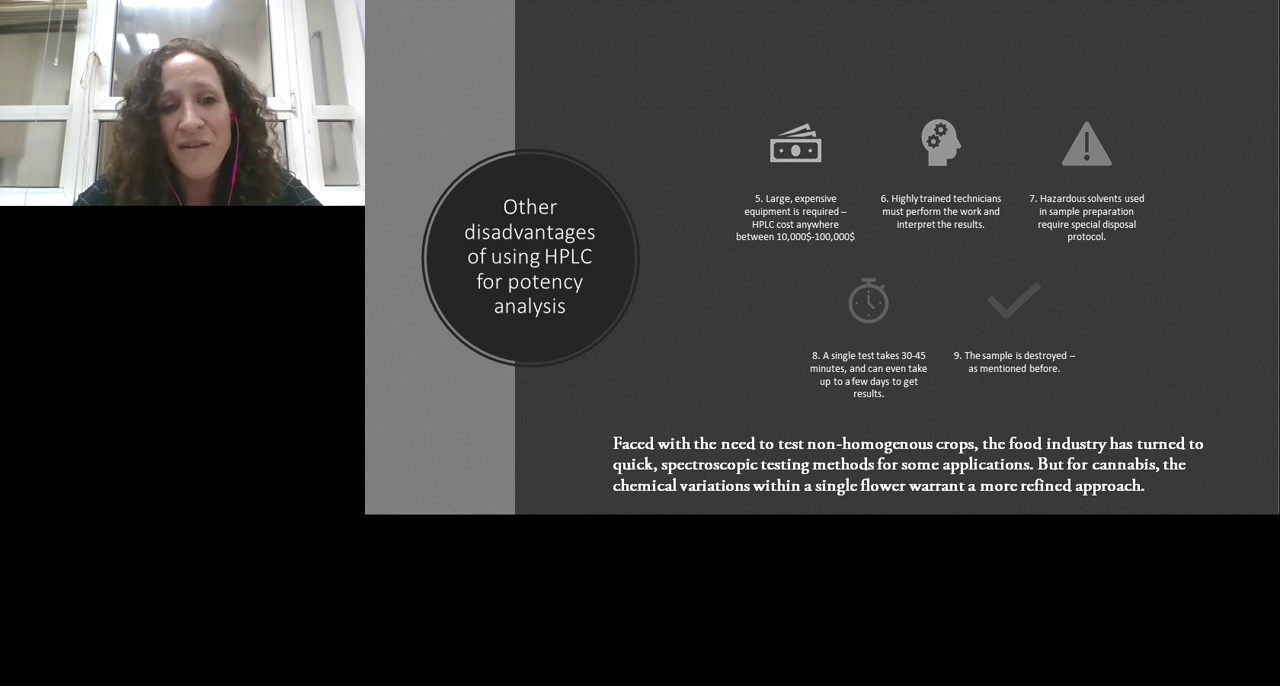 Other
disadvantages
of using HPLC
for potency
analysis
5. Large, expensive
equipment is required –
HPLC cost anywhere
between 10,000$-100,000$
6. Highly trained technicians
must perform the work and
interpret the results.
7. Hazardous solvents used
in sample preparation
require special disposal
protocol.
8. A single test takes 30-45
minutes, and can even take
up to a few days to get
results.
9. The sample is destroyed –
as mentioned before.
Faced with the need to test non-homogenous crops, the food industry has turned to
quick, spectroscopic testing methods for some applications. But for cannabis, the
chemical variations within a single flower warrant a more refined approach.